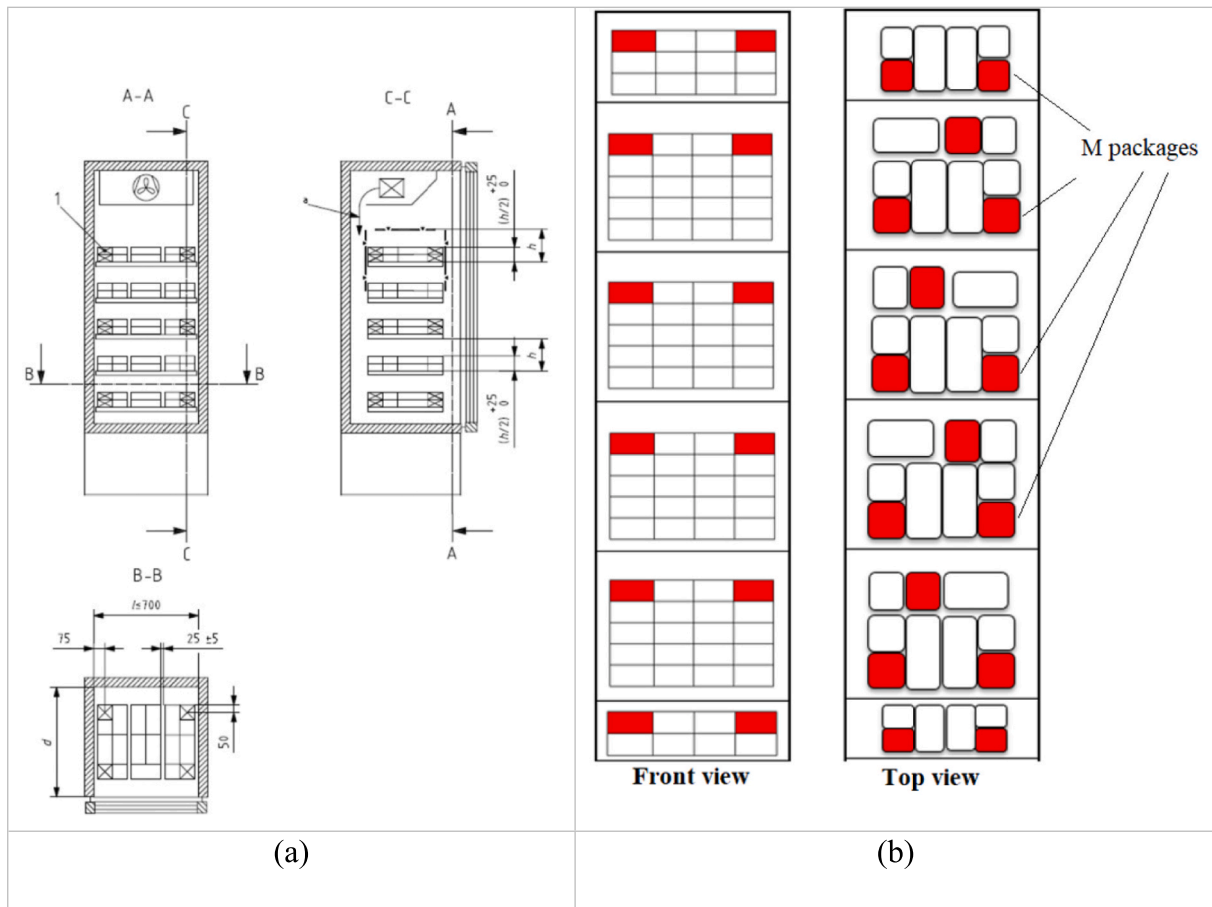 A–A
C
C–C
A
1
a
(h/2) +25 0
h
B
B
h
(h/2) +25 0
C
A
B–B
l≤700
75
25 ±5
d
50
M packages
Front view
Top view
(a)
(b)